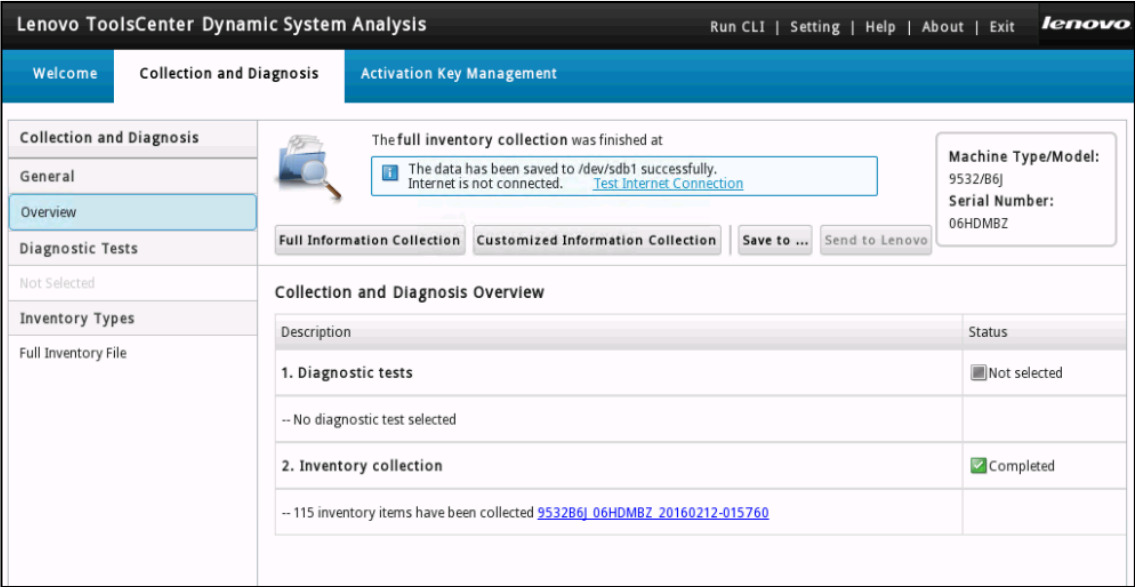 Lenovo ToolsCenter Dynamic System Analysis
Run CLI | Setting | Help | About | Exit
lenovo
Welcome
Collection and Diagnosis
Activation Key Management
Collection and Diagnosis
General
Overview
Diagnostic Tests
Not Selected
Inventory Types
Full Inventory File
The full inventory collection was finished at
The data has been saved to /dev/sdb1 successfully.
Internet is not connected. Test Internet Connection
Machine Type/Model:
9532/B6J
Serial Number:
06HDMBZ
Full Information Collection
Customized Information Collection
Save to ...
Send to Lenovo
Collection and Diagnosis Overview
Description Status
1. Diagnostic tests Not selected
-- No diagnostic test selected
2. Inventory collection Completed
-- 115 inventory items have been collected 9532B6J_06HDMBZ_20160212-015760